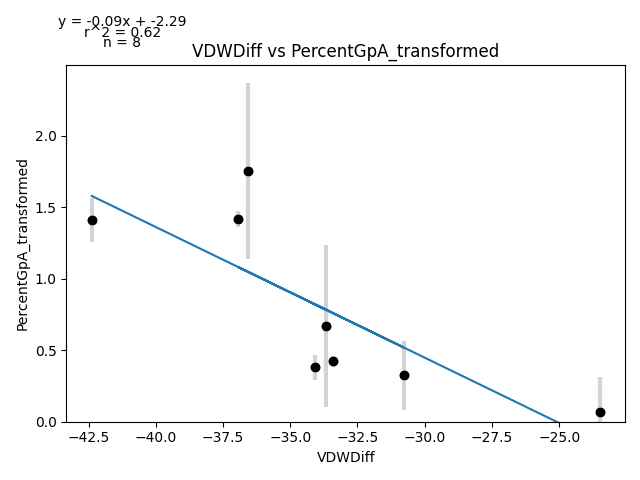 y = -0.09x + -2.29
r^2 = 0.62
n = 8
VDWDiff vs PercentGpA_transformed
PercentGpA_transformed
2.0
1.5
1.0
0.5
0.0
−42.5 −40.0 −37.5 −35.0 −32.5 −30.0 −27.5 −25.0
VDWDiff